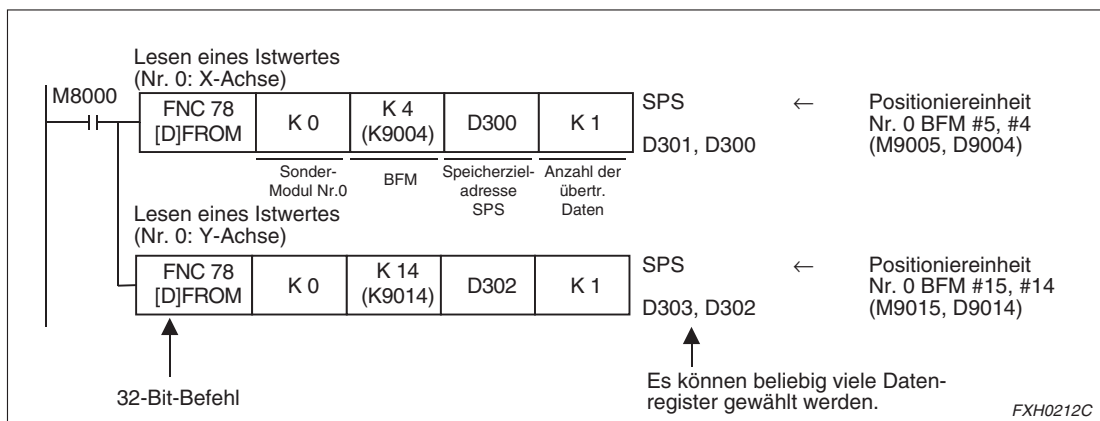 Lesen eines Istwertes
(Nr. 0: X-Achse)
M8000
FNC 78
[D]FROM
K 0
K 4
(K9004)
D300
K 1
SPS
←
D301, D300
Positioniereinheit
Nr. 0 BFM #5, #4
(M9005, D9004)
Sonder-
Modul Nr.0
BFM
Speicherziel-
adresse
SPS
Anzahl der
übertr.
Daten
Lesen eines Istwertes
(Nr. 0: Y-Achse)
FNC 78
[D]FROM
K 0
K 14
(K9014)
D302
K 1
SPS
←
D303, D302
Positioniereinheit
Nr. 0 BFM #15, #14
(M9015, D9014)
32-Bit-Befehl
Es können beliebig viele Daten-
register gewählt werden.
FXH0212C